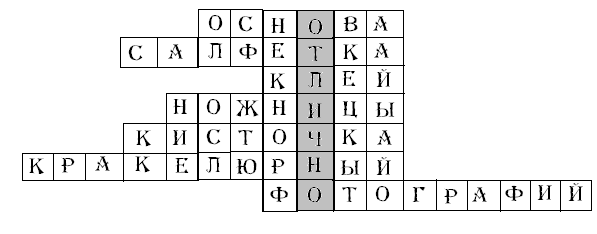 ОСНОВА
САЛФЕТКА
КЛЕЙ
НОЖНИЦЫ
КИСТОЧКА
КРАКЕЛЮРНЫЙ
ФОТОГРАФИЙ